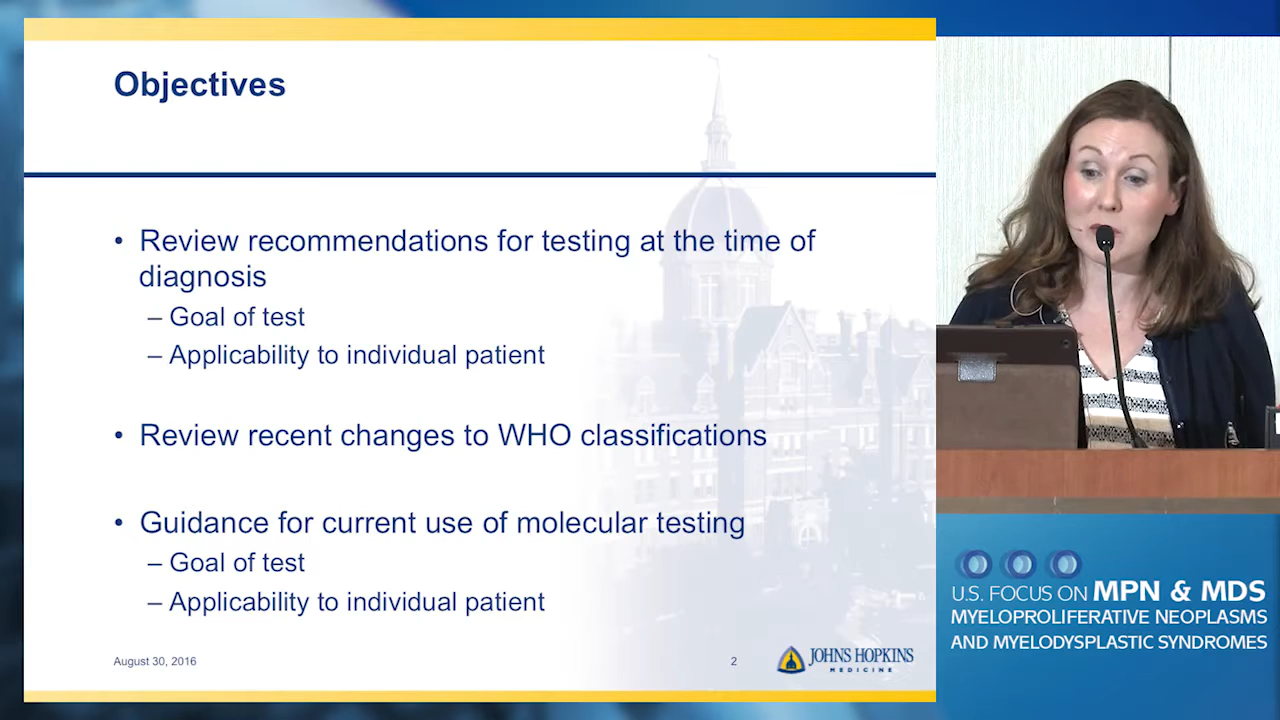 Objectives
• Review recommendations for testing at the time of
diagnosis
– Goal of test
– Applicability to individual patient
• Review recent changes to WHO classifications
• Guidance for current use of molecular testing
– Goal of test
– Applicability to individual patient
August 30, 2016
2
JOHNS HOPKINS
MEDICINE
U.S. FOCUS ON MPN & MDS
MYELOPROLIFERATIVE NEOPLASMS
AND MYELODYSPLASTIC SYNDROMES